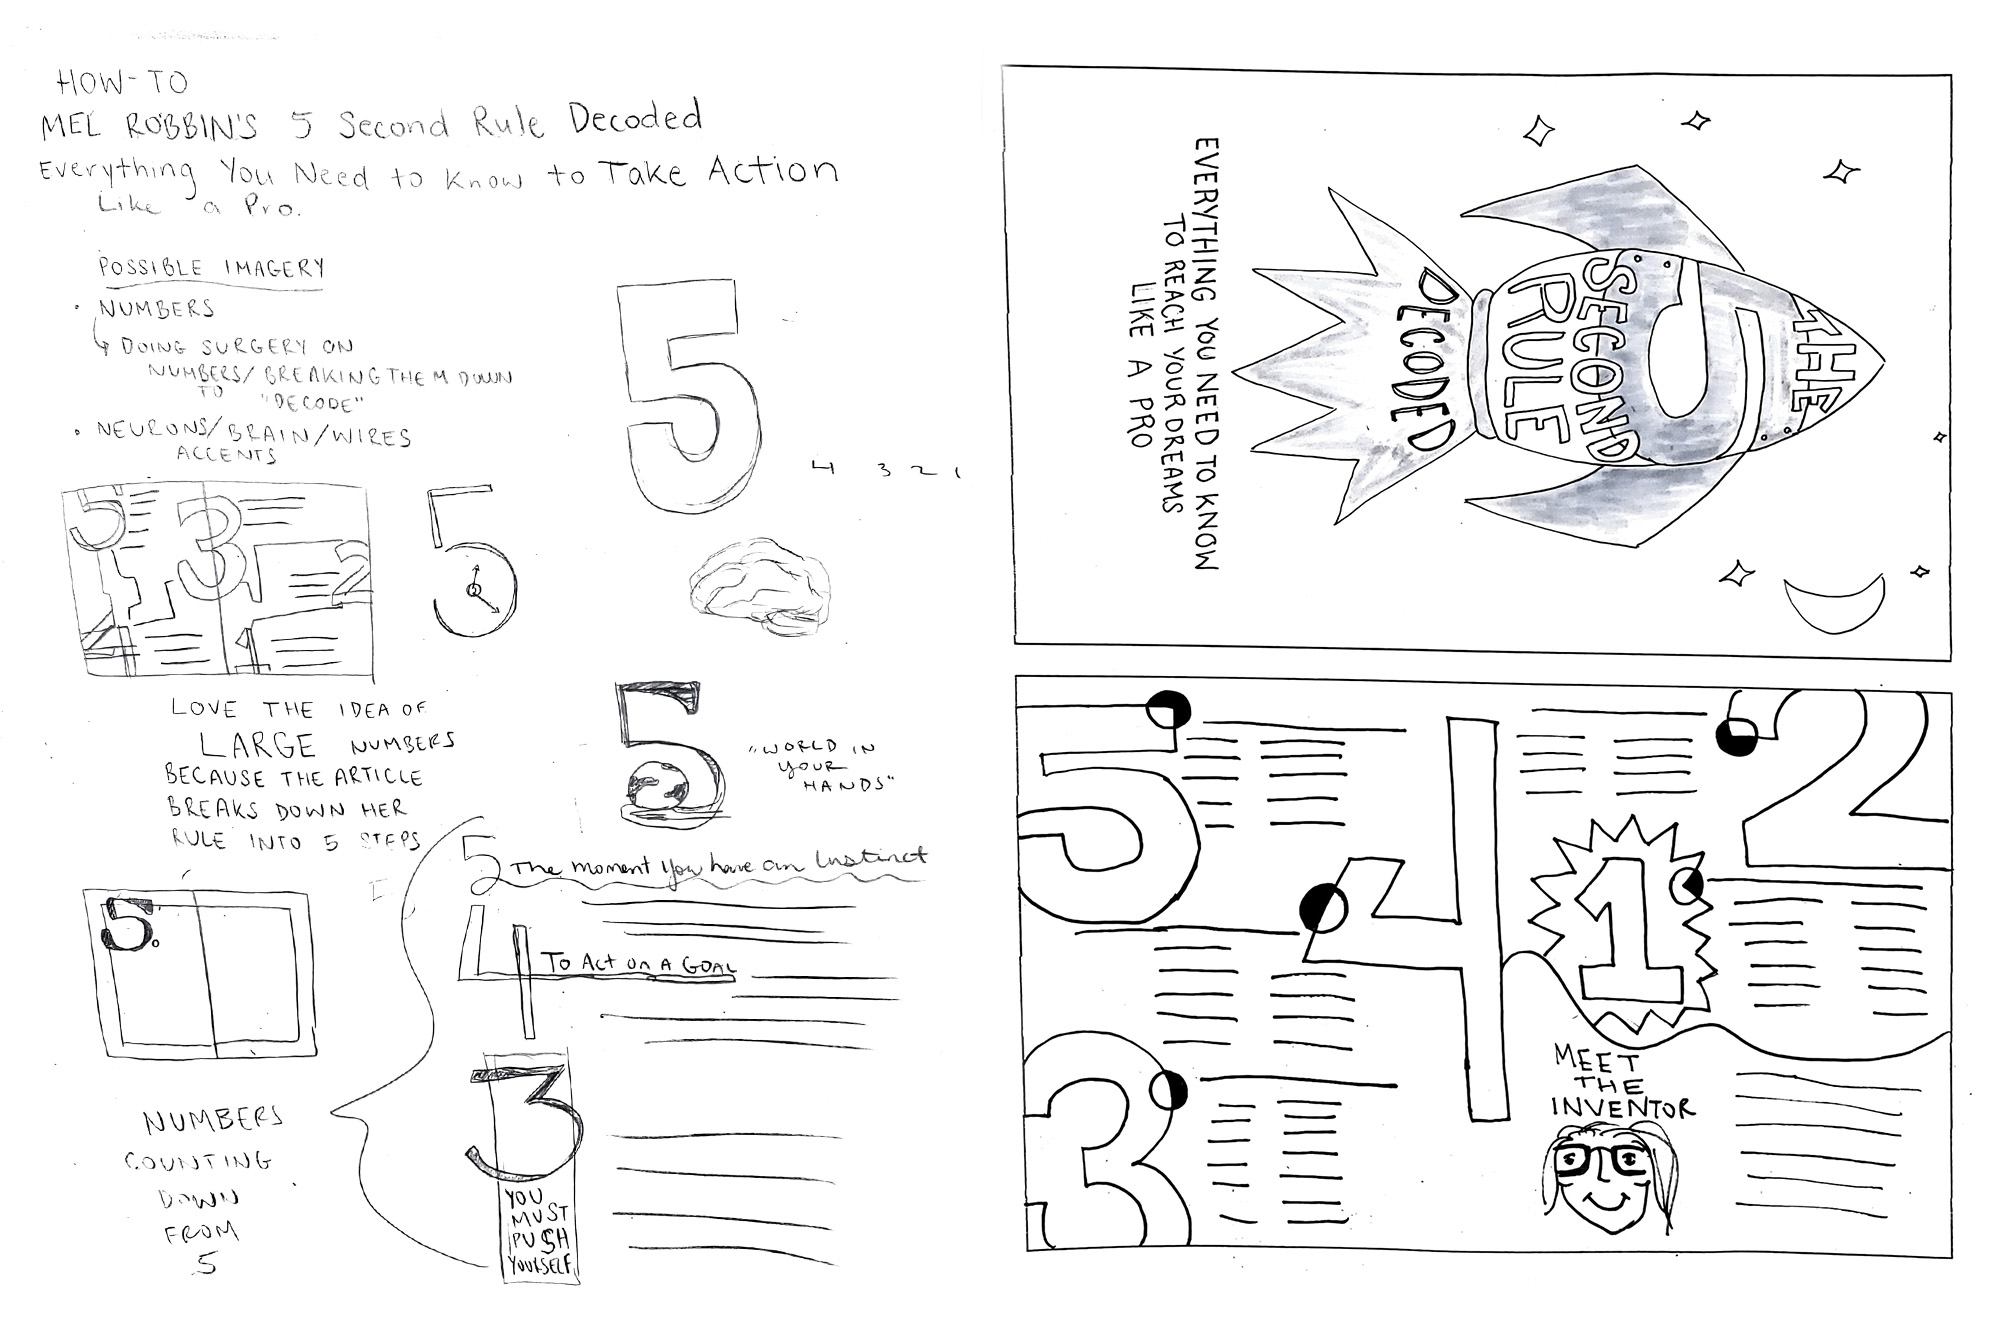 HOW-TO
MEL ROBBIN'S 5 Second Rule Decoded
Everything You Need to Know to Take Action
Like a Pro.
POSSIBLE IMAGERY
• NUMBERS
DOING SURGERY ON
NUMBERS/BREAKING THEM DOWN
TO "DECODE"
• NEURONS/BRAIN/WIRES
ACCENTS
5
4 3 2 1
5 3 2
4 1
5
LOVE THE IDEA OF
LARGE NUMBERS
BECAUSE THE ARTICLE
BREAKS DOWN HER
RULE INTO 5 STEPS
5
"WORLD IN
YOUR
HANDS"
5.
NUMBERS
COUNTING
DOWN
FROM
5
5 The moment you have an Instinct
4 TO ACT ON A GOAL
3
YOU
MUST
PUSH
YOURSELF
THE
5
SECOND
RULE
DECODED
EVERYTHING YOU NEED TO KNOW
TO REACH YOUR DREAMS
LIKE A PRO
5
4
2
1
3
MEET
THE
INVENTOR